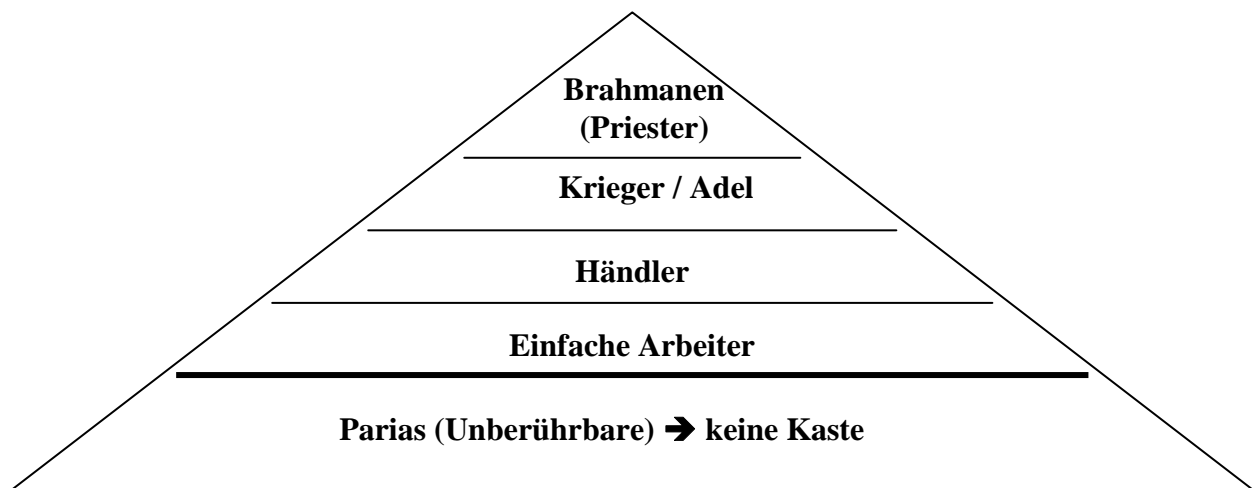 Brahmanen
(Priester)
Krieger / Adel
Händler
Einfache Arbeiter
Parias (Unberührbare) ➔ keine Kaste